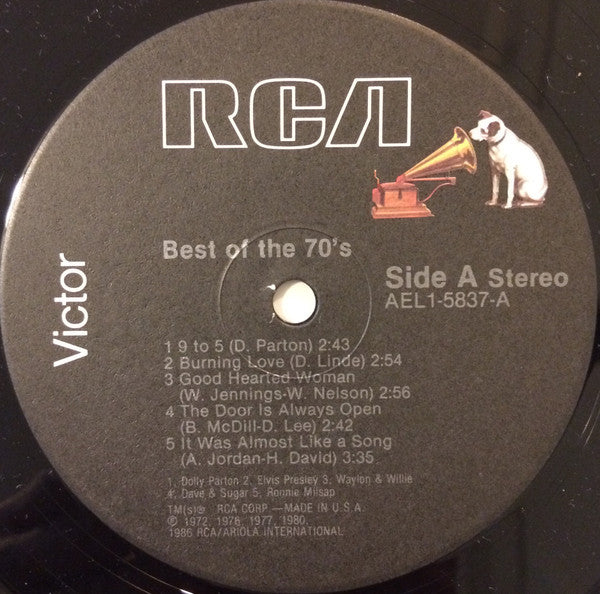 RCA
Victor
Best of the 70's
Side A Stereo
AEL1-5837-A
1 9 to 5 (D. Parton) 2:43
2 Burning Love (D. Linde) 2:54
3 Good Hearted Woman
(W. Jennings-W. Nelson) 2:56
4 The Door Is Always Open
(B. McDill-D. Lee) 2:42
5 It Was Almost Like a Song
(A. Jordan-H. David) 3:35
1. Dolly Parton 2. Elvis Presley 3. Waylon & Willie
4. Dave & Sugar 5. Ronnie Milsap
TM(s)® RCA CORP.—MADE IN U.S.A.
℗ 1972, 1976, 1977, 1980,
1986 RCA/ARIOLA INTERNATIONAL